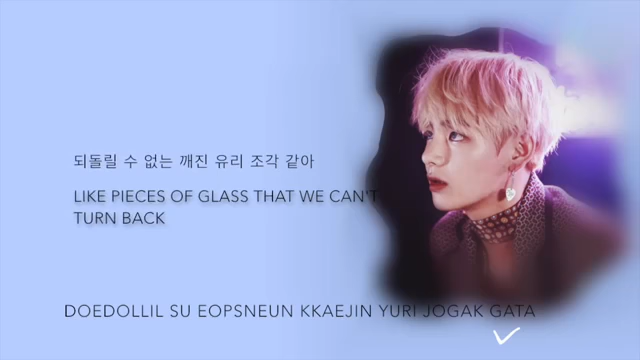 되돌릴 수 없는 깨진 유리 조각 같아
LIKE PIECES OF GLASS THAT WE CAN'T
TURN BACK
DOEDOLLIL SU EOPSNEUN KKAEJIN YURI JOGAK GATA